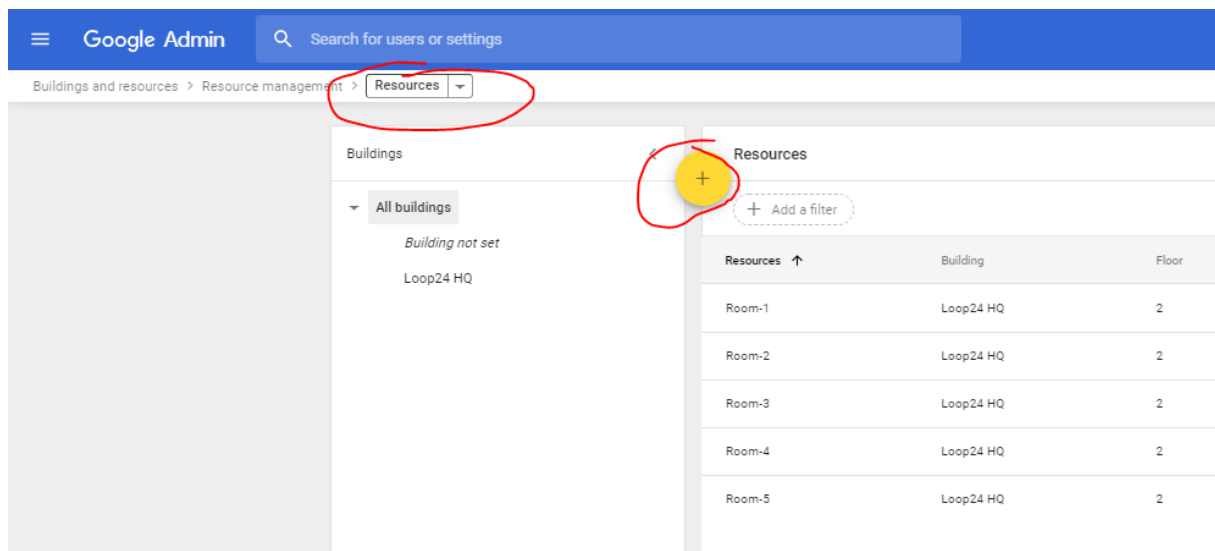 Google Admin Search for users or settings
Buildings and resources > Resource management > Resources
Buildings
All buildings
Building not set
Loop24 HQ
Resources
+ Add a filter
Resources ↑ Building Floor
Room-1 Loop24 HQ 2
Room-2 Loop24 HQ 2
Room-3 Loop24 HQ 2
Room-4 Loop24 HQ 2
Room-5 Loop24 HQ 2